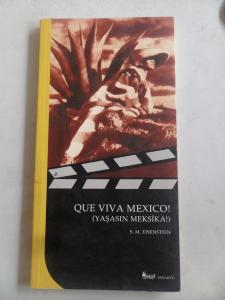 QUE VIVA MEXICO!
(YAŞASIN MEKSİKA!)
S. M. EISENSTEIN